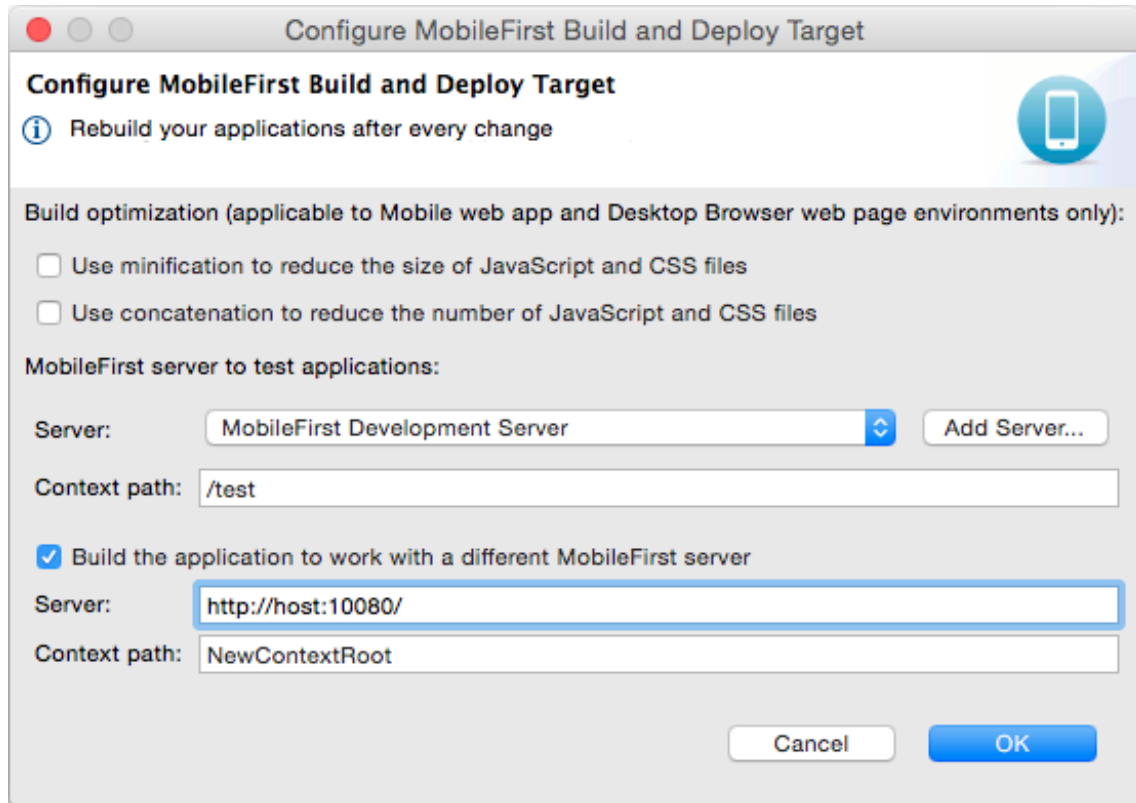 Configure MobileFirst Build and Deploy Target
Configure MobileFirst Build and Deploy Target
Rebuild your applications after every change
Build optimization (applicable to Mobile web app and Desktop Browser web page environments only):
Use minification to reduce the size of JavaScript and CSS files
Use concatenation to reduce the number of JavaScript and CSS files
MobileFirst server to test applications:
Server: MobileFirst Development Server Add Server...
Context path: /test
Build the application to work with a different MobileFirst server
Server: http://host:10080/
Context path: NewContextRoot
Cancel OK